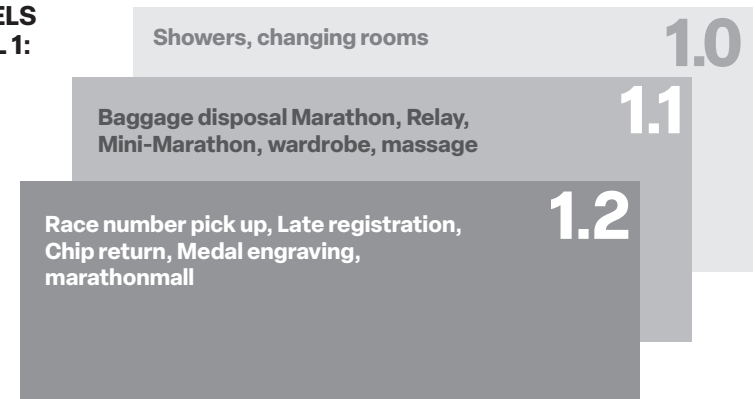 ELS
L 1:
Showers, changing rooms
1.0
Baggage disposal Marathon, Relay,
Mini-Marathon, wardrobe, massage
1.1
Race number pick up, Late registration,
Chip return, Medal engraving,
marathonmall
1.2